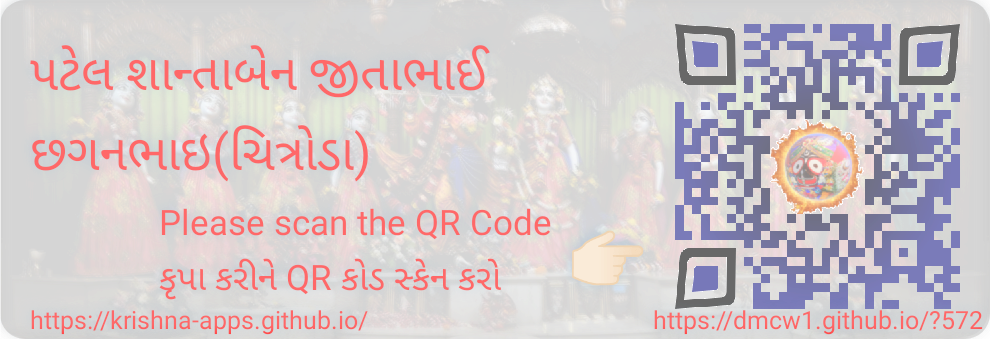 પટેલ શાન્તાબેન જીતાભાઈ
છગનભાઇ(ચિત્રોડા)
Please scan the QR Code
કૃપા કરીને QR કોડ સ્કેન કરો
https://krishna-apps.github.io/
https://dmcw1.github.io/?572